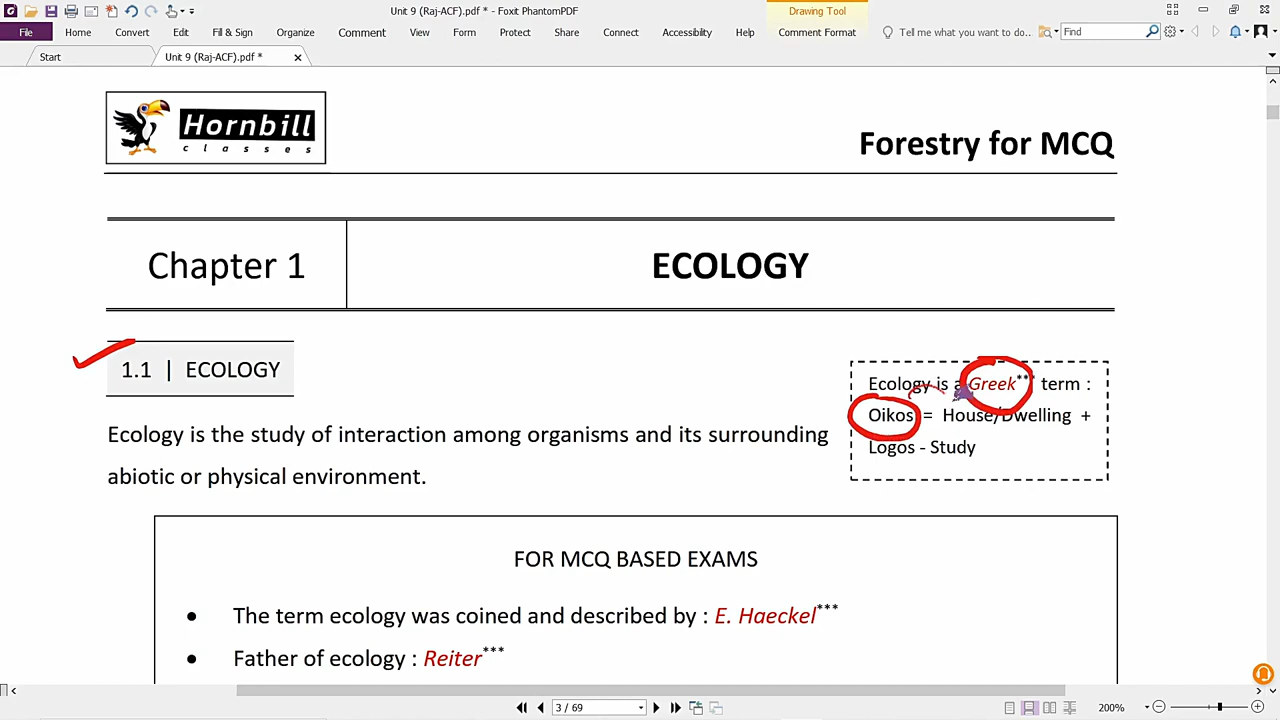 Unit 9 (Raj-ACF).pdf * - Foxit PhantomPDF
Drawing Tool
File Home Convert Edit Fill & Sign Organize Comment View Form Protect Share Connect Accessibility Help Comment Format Tell me what you want to do.. Find
Start Unit 9 (Raj-ACF).pdf *
Hornbill
classes
Forestry for MCQ
Chapter 1 ECOLOGY
1.1 | ECOLOGY
Ecology is a Greek*** term :
Oikos = House/Dwelling +
Logos - Study
Ecology is the study of interaction among organisms and its surrounding
abiotic or physical environment.
FOR MCQ BASED EXAMS
• The term ecology was coined and described by : E. Haeckel***
• Father of ecology : Reiter***
3 / 69 200%